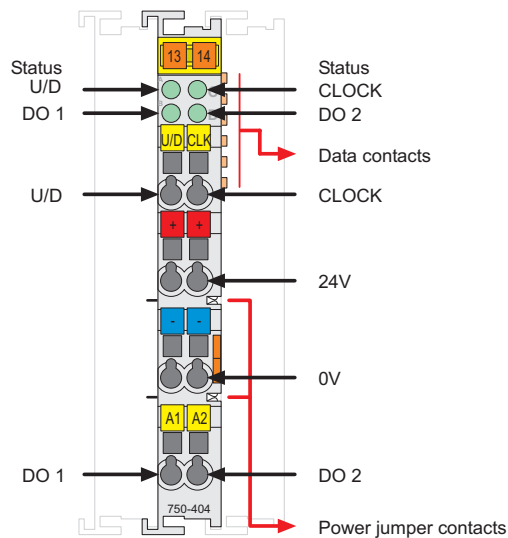 13 14
Status
U/D
Status
CLOCK
DO 1
DO 2
U/D CLK
Data contacts
U/D
CLOCK
+ +
24V
- -
0V
A1 A2
DO 1
DO 2
750-404
Power jumper contacts